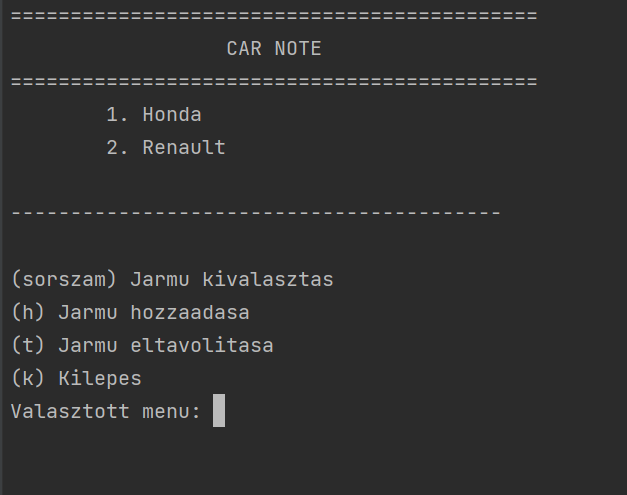 ============================================
CAR NOTE
============================================
1. Honda
2. Renault
-----------------------------------------
(sorszam) Jarmu kivalasztas
(h) Jarmu hozzaadasa
(t) Jarmu eltavolitasa
(k) Kilepes
Valasztott menu: